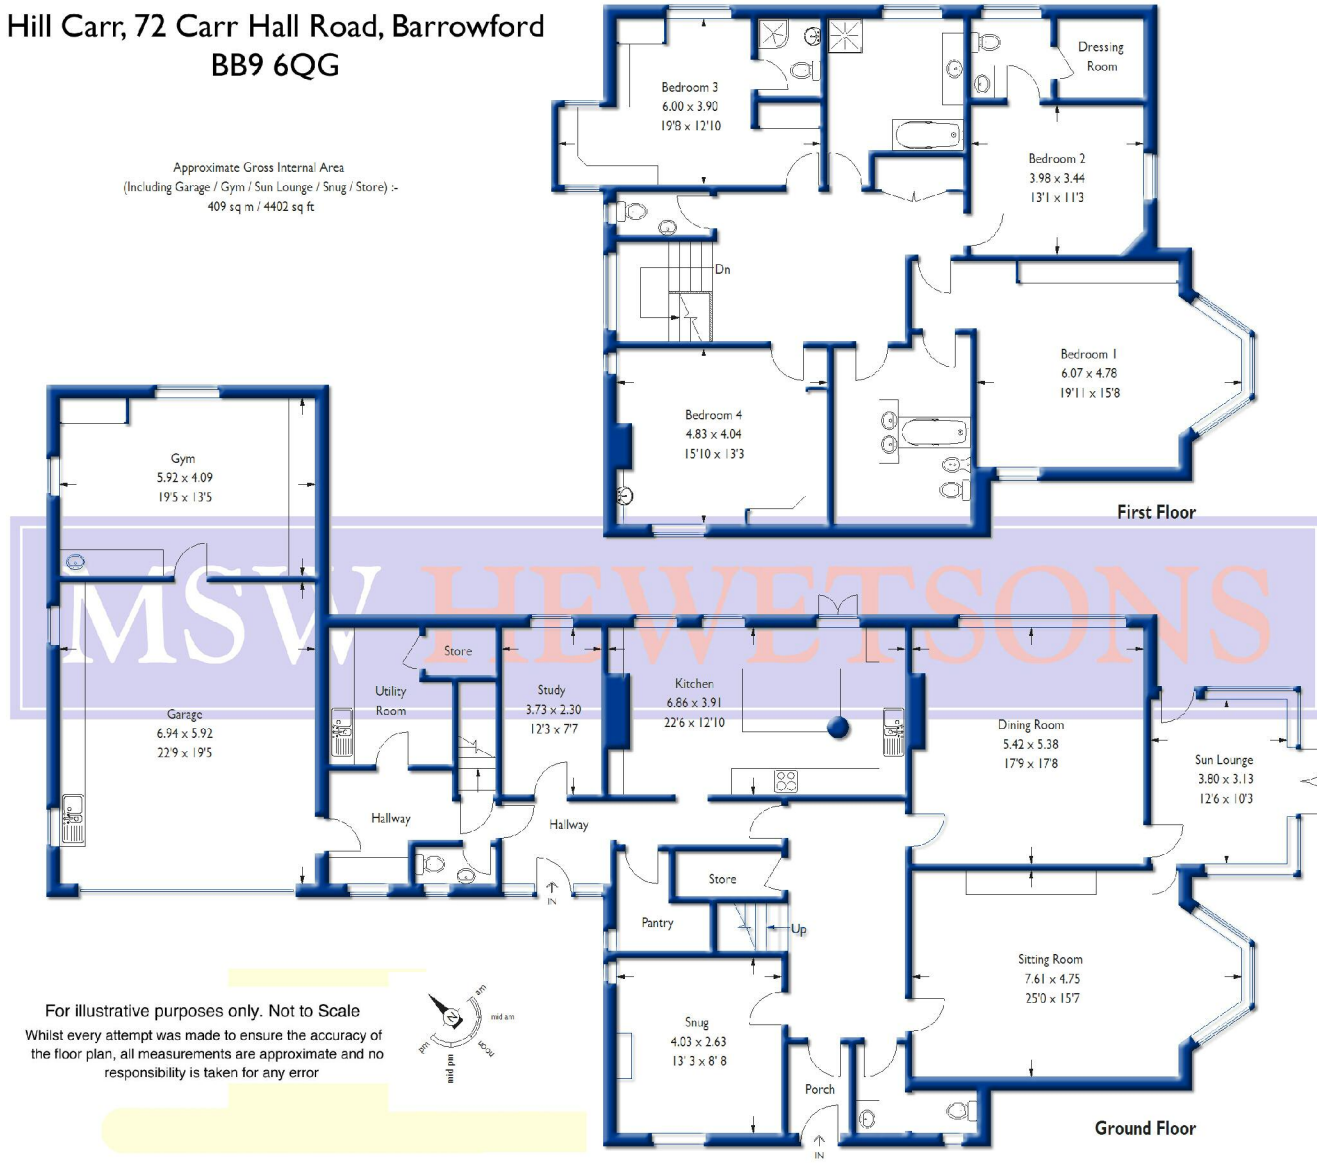 Hill Carr, 72 Carr Hall Road, Barrowford
BB9 6QG
Approximate Gross Internal Area
(Including Garage / Gym / Sun Lounge / Snug / Store) :-
409 sq m / 4402 sq ft
Bedroom 3
6.00 x 3.90
19'8 x 12'10
Dressing
Room
Bedroom 2
3.98 x 3.44
13'1 x 11'3
Dn
Bedroom 1
6.07 x 4.78
19'11 x 15'8
Bedroom 4
4.83 x 4.04
15'10 x 13'3
First Floor
Gym
5.92 x 4.09
19'5 x 13'5
MSW HEWETSONS
Store
Utility
Room
Study
3.73 x 2.30
12'3 x 7'7
Kitchen
6.86 x 3.91
22'6 x 12'10
Garage
6.94 x 5.92
22'9 x 19'5
Dining Room
5.42 x 5.38
17'9 x 17'8
Sun Lounge
3.80 x 3.13
12'6 x 10'3
Hallway
Hallway
Store
IN
Pantry
Up
Sitting Room
7.61 x 4.75
25'0 x 15'7
Snug
4.03 x 2.63
13' 3 x 8' 8
Porch
IN
Ground Floor
For illustrative purposes only. Not to Scale
Whilst every attempt was made to ensure the accuracy of
the floor plan, all measurements are approximate and no
responsibility is taken for any error
N
am
mid am
noon
mid pm
pm